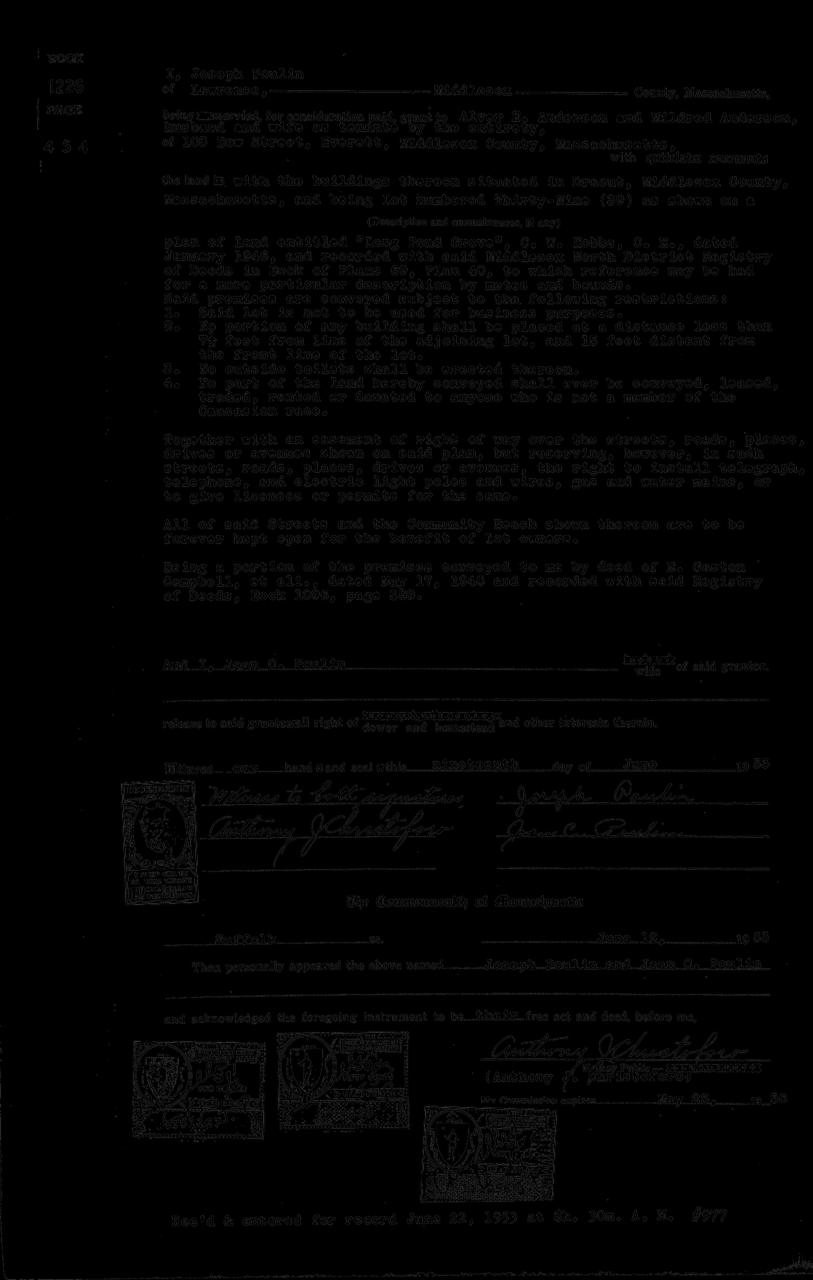 BOOK
1226
PAGE
454
I, Joseph Poulin
of Lawrence, Middlesex County, Massachusetts,
being married, for consideration paid, grant to Alver E. Anderson and Mildred Anderson,
husband and wife as tenants by the entirety,
of 103 Bow Street, Everett, Middlesex County, Massachusetts,
with quitclaim covenants
the land in, with the buildings thereon situated in Dracut, Middlesex County,
Massachusetts, and being lot numbered Thirty-Nine (39) as shown on a
(Description and encumbrances, if any)
plan of land entitled "Long Pond Grove", C. W. Hobbs, C. E., dated
January 1946, and recorded with said Middlesex North District Registry
of Deeds in Book of Plans 69, Plan 40, to which reference may be had
for a more particular description by metes and bounds.
Said premises are conveyed subject to the following restrictions:
1. Said lot is not to be used for business purposes.
2. No portion of any building shall be placed at a distance less than
7½ feet from line of the adjoining lot, and 15 feet distant from
the front line of the lot.
3. No outside toilets shall be erected thereon.
4. No part of the land hereby conveyed shall ever be conveyed, leased,
traded, rented or donated to anyone who is not a member of the
Caucasian race.
Together with an easement of right of way over the streets, roads, places,
drives or avenues shown on said plan, but reserving, however, in such
streets, roads, places, drives or avenues, the right to install telegraph,
telephone, and electric light poles and wires, gas and water mains, or
to give licenses or permits for the same.
All of said Streets and the Community Beach shown thereon are to be
forever kept open for the benefit of lot owners.
Being a portion of the premises conveyed to me by deed of E. Gaston
Campbell, et ali., dated May 17, 1948 and recorded with said Registry
of Deeds, Book 1096, page
And I, Jean C. Poulin husband wife of said grantor
release to said grantee all right of tenancy by the curtesy dower and homestead and other interests therein.
Witness our hand s and seal s this nineteenth day of June 19 53
Witness to both signatures Joseph Poulin
Anthony J Christoforo Jean C. Poulin
The Commonwealth of Massachusetts
Suffolk ss. June 19, 19 53
Then personally appeared the above named Joseph Poulin and Jean C. Poulin
and acknowledged the foregoing instrument to be their free act and deed, before me,
Anthony J Christoforo
(Anthony J. Christoforo)
My Commission expires May 19 58
Rec'd & entered for record June 22, 1953 at 9h. 30m. A. M. #977